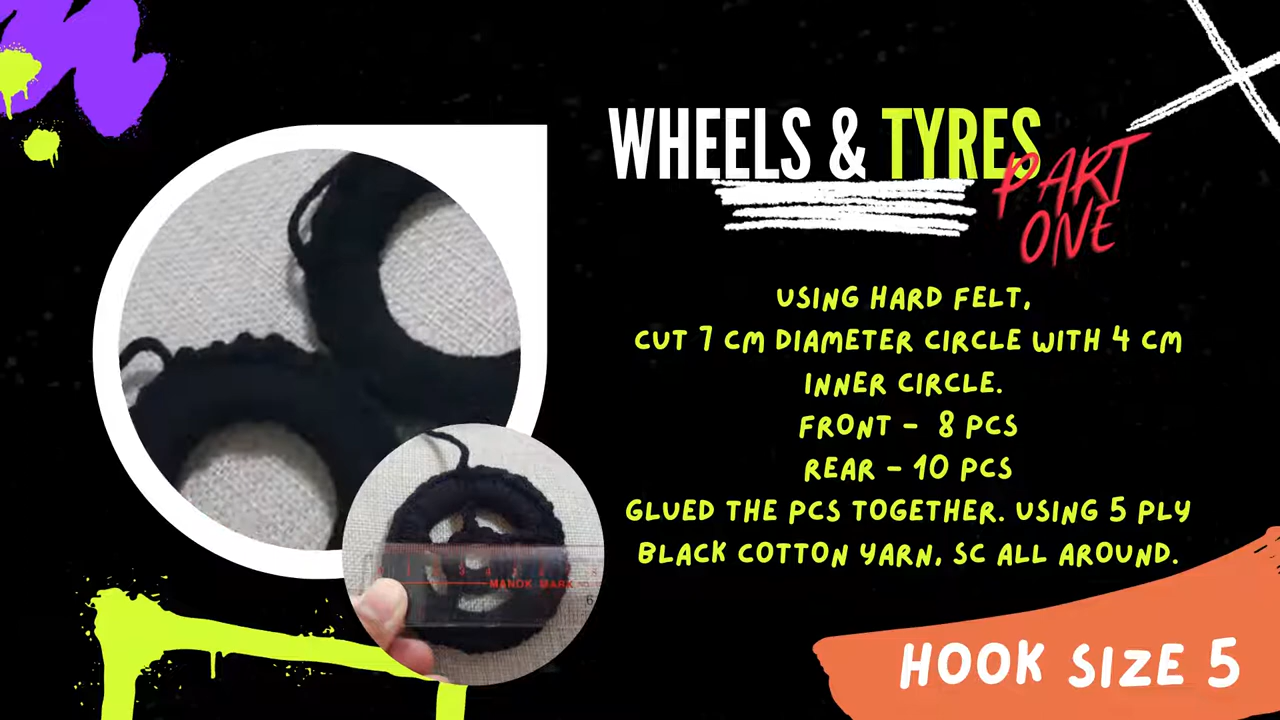 WHEELS & TYRES
PART
ONE
USING HARD FELT,
CUT 7 CM DIAMETER CIRCLE WITH 4 CM
INNER CIRCLE.
FRONT - 8 PCS
REAR - 10 PCS
GLUED THE PCS TOGETHER. USING 5 PLY
BLACK COTTON YARN, SC ALL AROUND.
MANOK MARK
HOOK SIZE 5